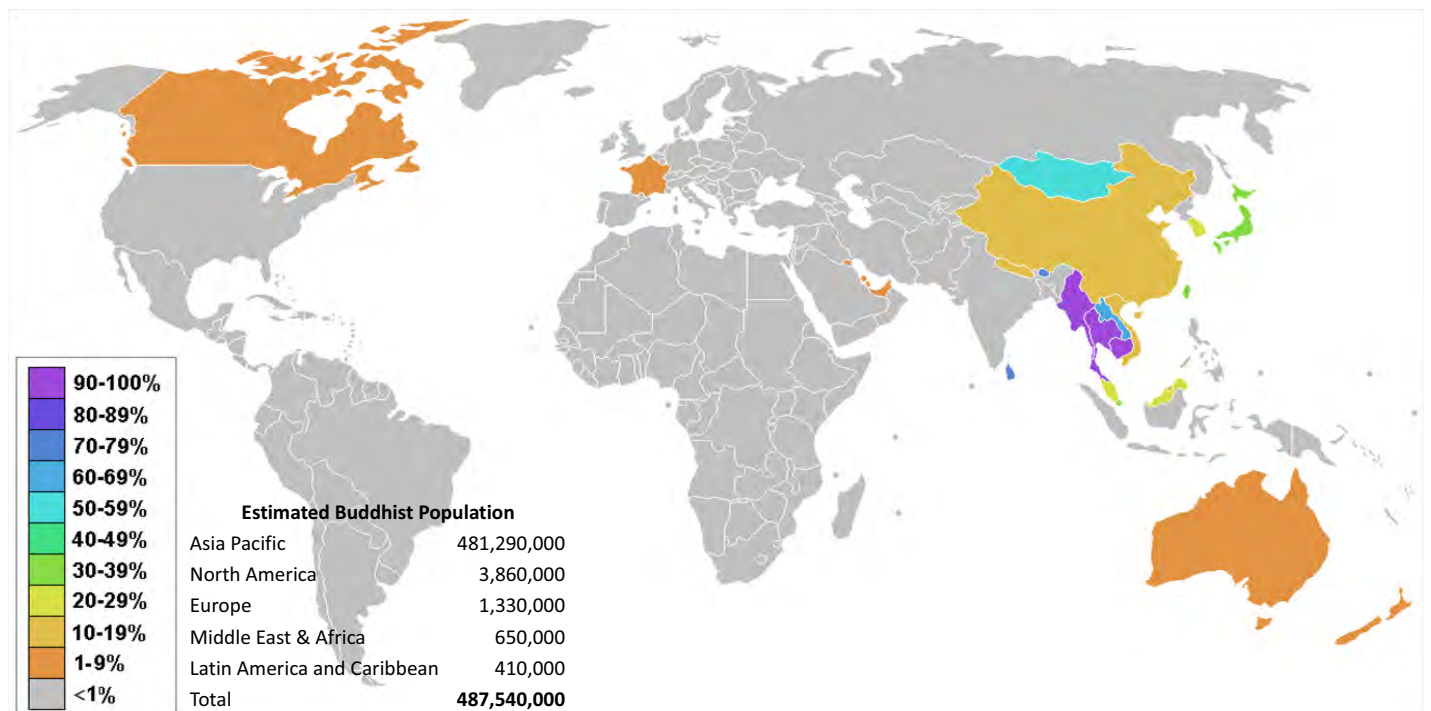 90-100%
80-89%
70-79%
60-69%
50-59%
40-49%
30-39%
20-29%
10-19%
1-9%
<1%
Estimated Buddhist Population
Asia Pacific 481,290,000
North America 3,860,000
Europe 1,330,000
Middle East & Africa 650,000
Latin America and Caribbean 410,000
Total 487,540,000